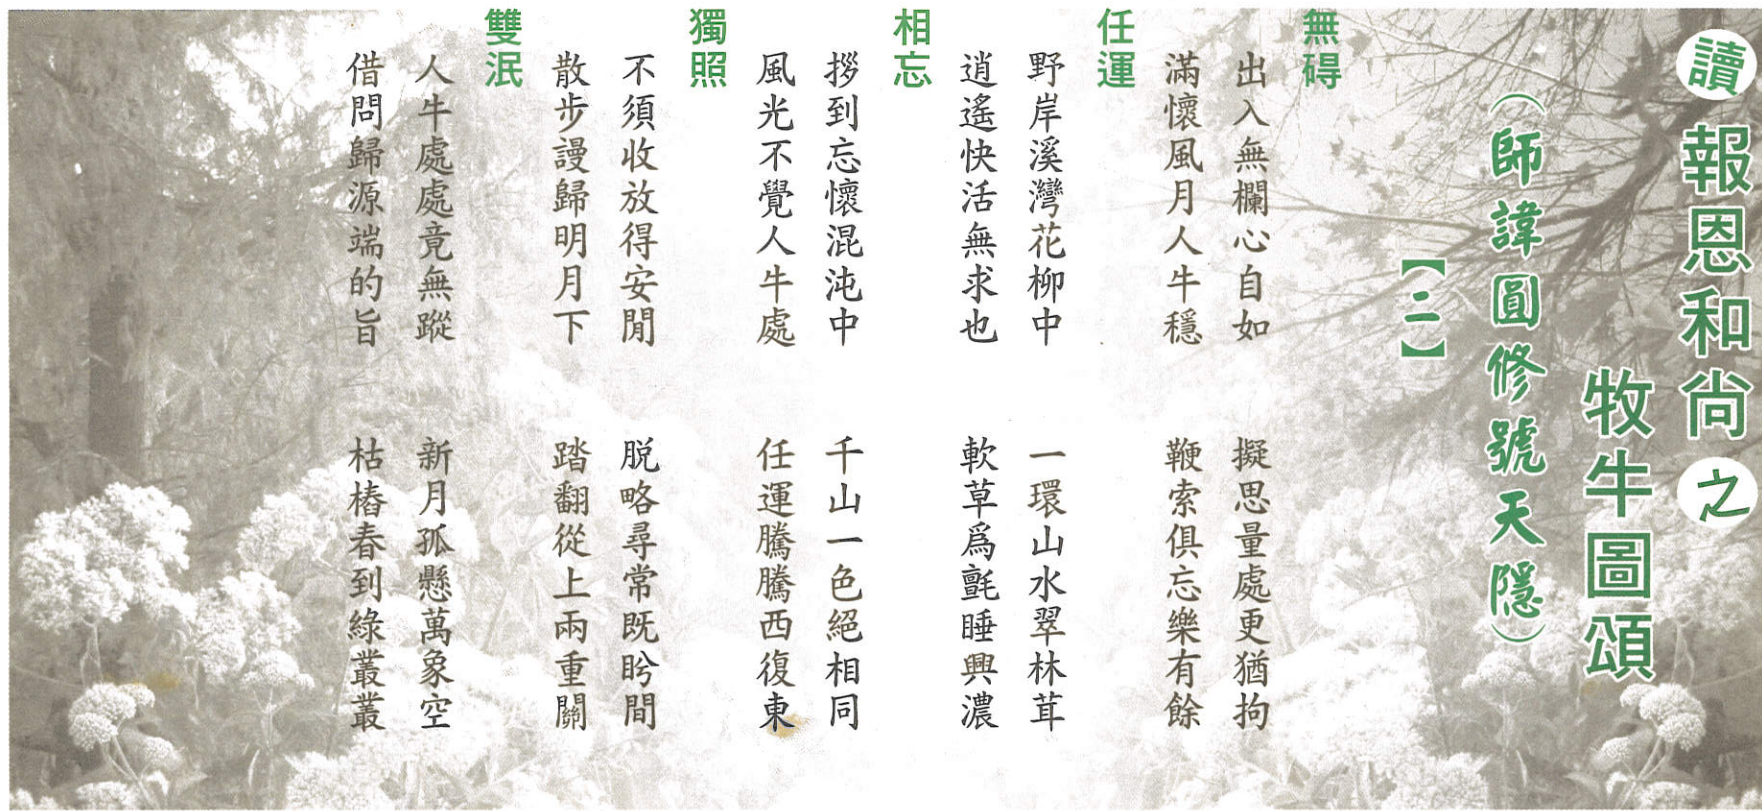 讀報恩和尚之
牧牛圖頌
（師諱圓修號天隱）
【二】
無碍
出入無欄心自如　擬思量處更猶拘
滿懷風月人牛穩　鞭索俱忘樂有餘
任運
野岸溪灣花柳中　一環山水翠林茸
逍遙快活無求也　軟草爲氈睡興濃
相忘
拶到忘懷混沌中　千山一色絕相同
風光不覺人牛處　任運騰騰西復東
獨照
不須收放得安閒　脫略尋常既盻間
散步謾歸明月下　踏翻從上兩重關
雙泯
人牛處處竟無蹤　新月孤懸萬象空
借問歸源端的旨　枯樁春到綠叢叢